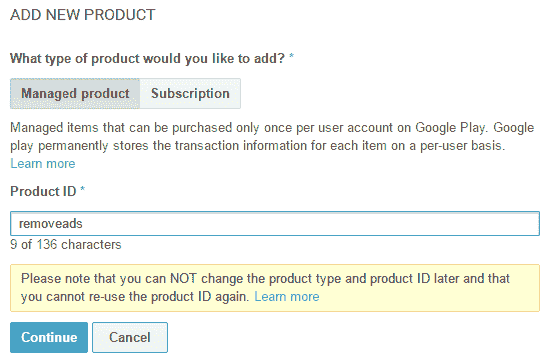 ADD NEW PRODUCT
What type of product would you like to add? *
Managed product Subscription
Managed items that can be purchased only once per user account on Google Play. Google
play permanently stores the transaction information for each item on a per-user basis.
Learn more
Product ID *
removeads
9 of 136 characters
Please note that you can NOT change the product type and product ID later and that
you cannot re-use the product ID again. Learn more
Continue Cancel